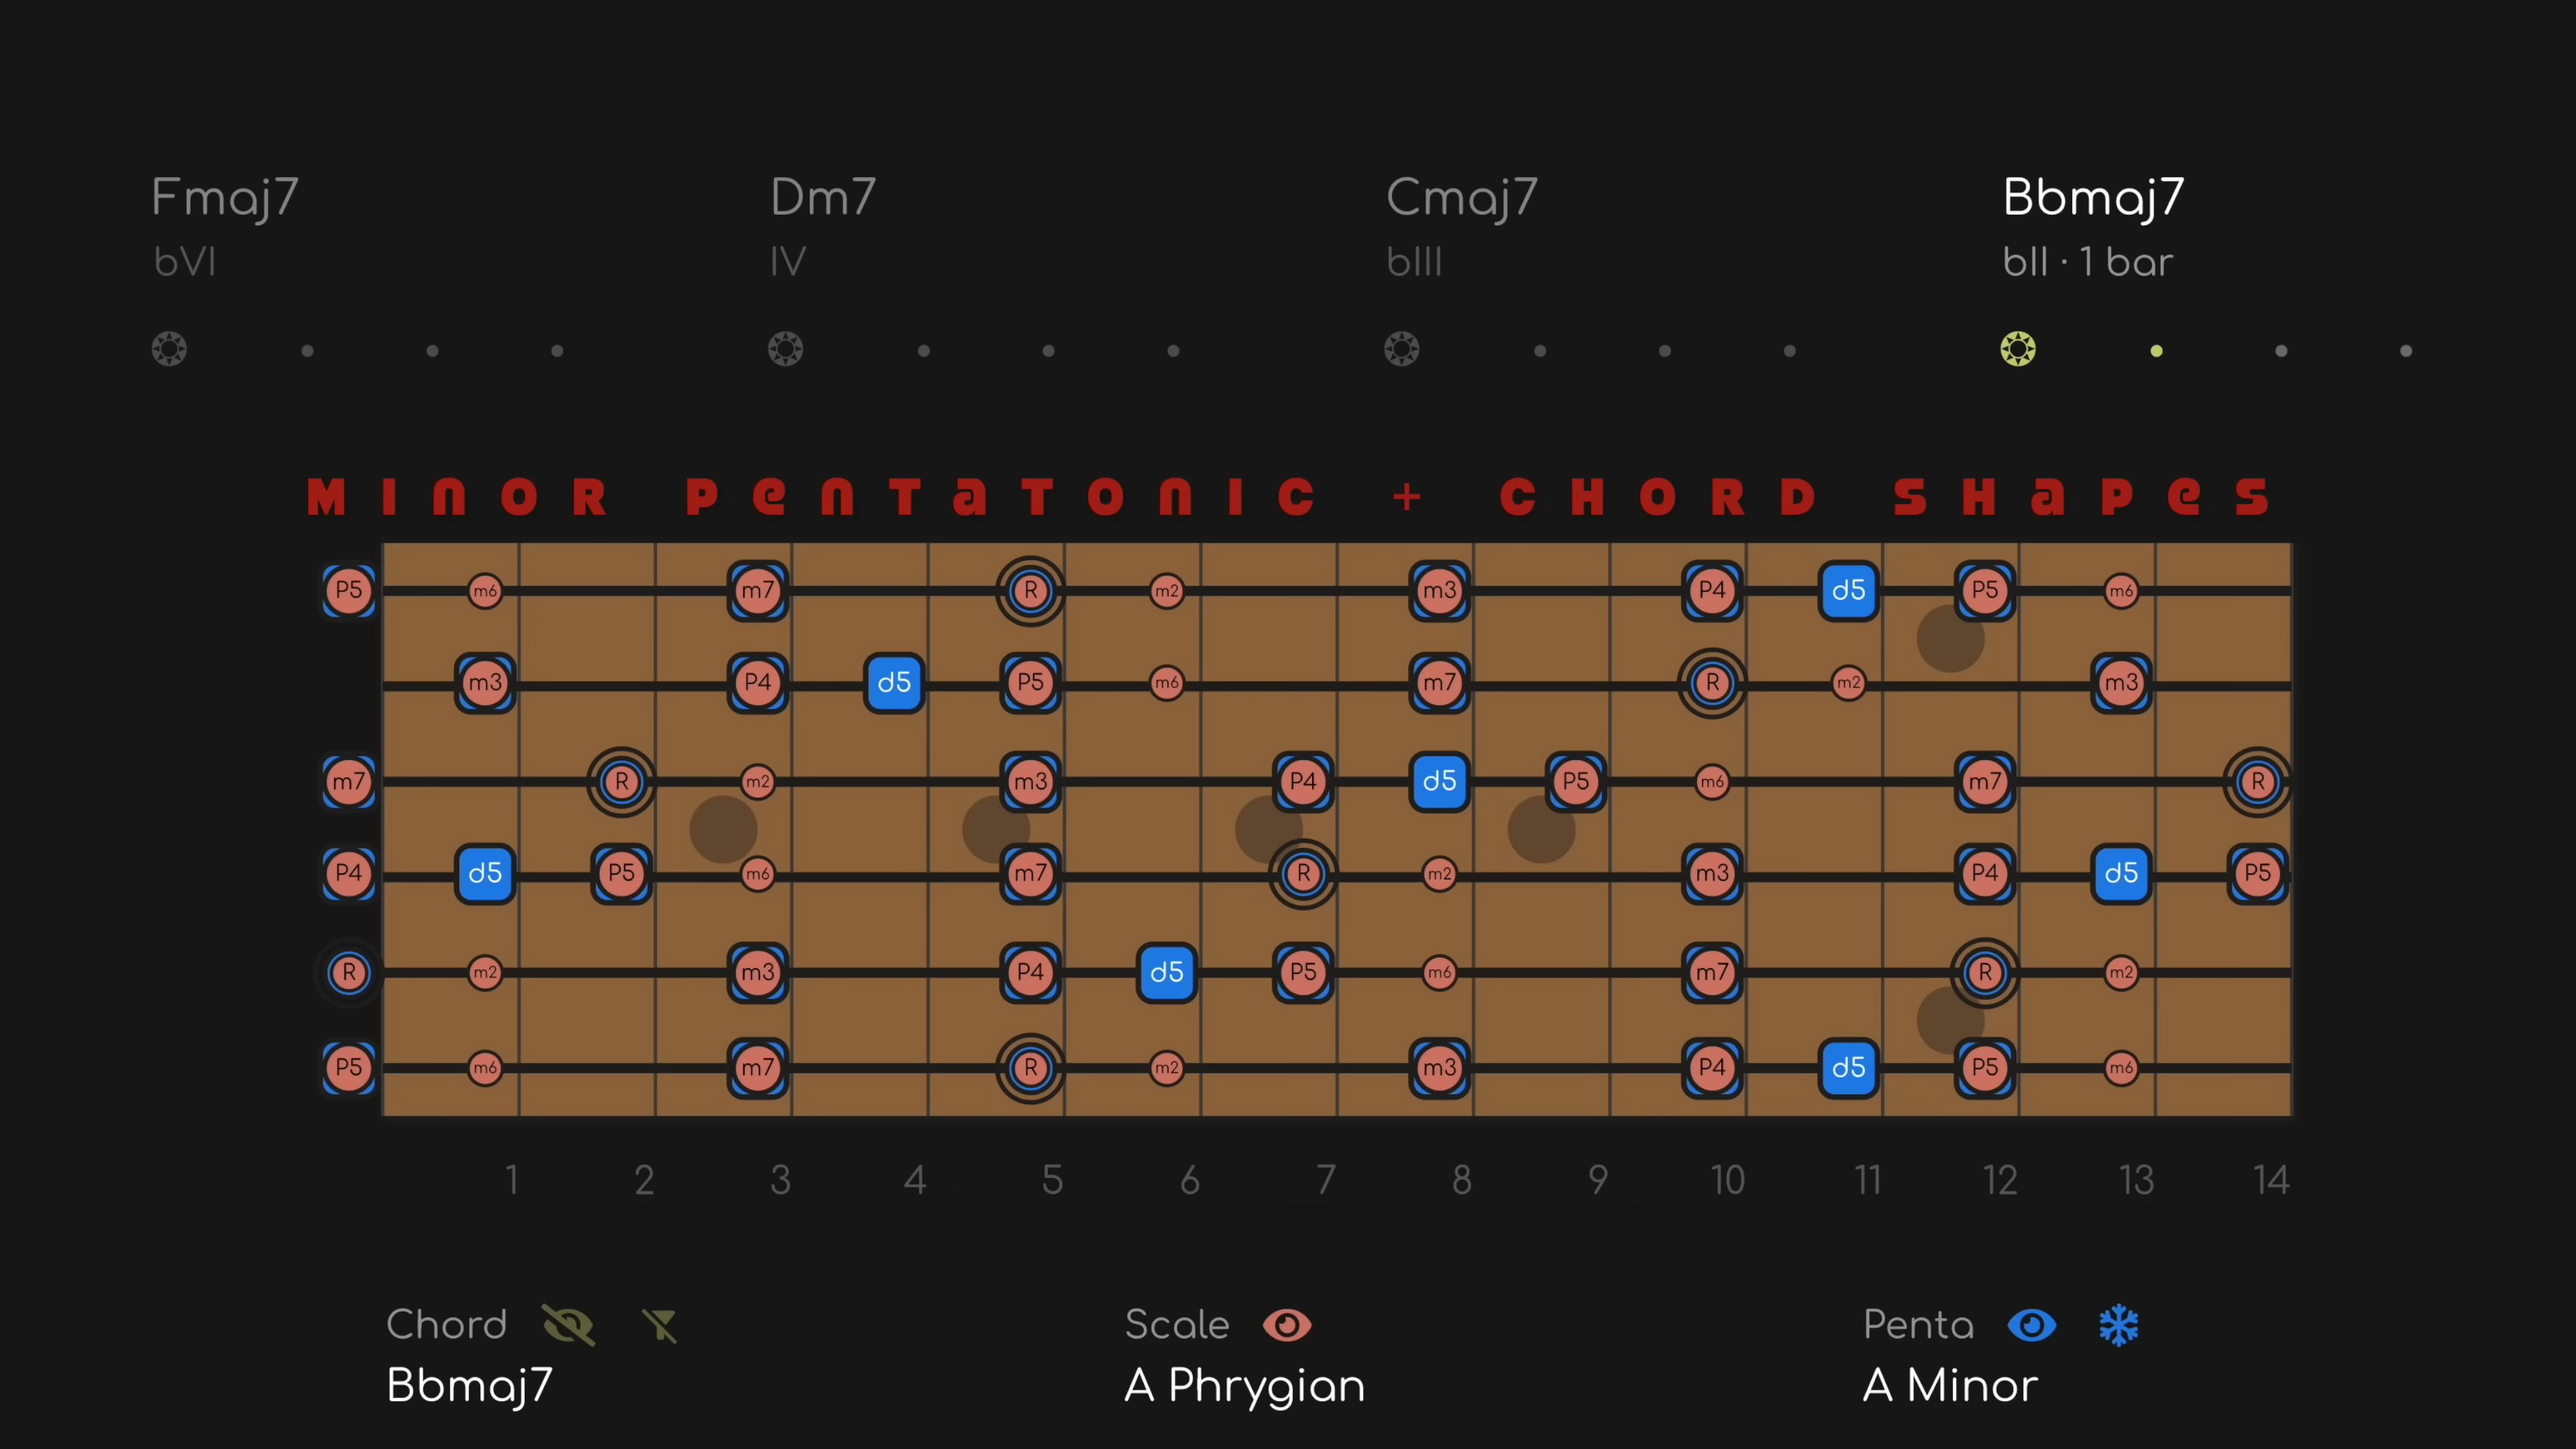 Fmaj7 Dm7 Cmaj7 Bbmaj7
bVI IV bIII bII · 1 bar
MINOR PENTATONIC + CHORD SHAPES
P5 m6 m7 R m2 m3 P4 d5 P5 m6
m3 P4 d5 P5 m6 m7 R m2 m3
m7 R m2 m3 P4 d5 P5 m6 m7 R
P4 d5 P5 m6 m7 R m2 m3 P4 d5 P5
R m2 m3 P4 d5 P5 m6 m7 R m2
P5 m6 m7 R m2 m3 P4 d5 P5 m6
1 2 3 4 5 6 7 8 9 10 11 12 13 14
Chord Scale Penta
Bbmaj7 A Phrygian A Minor